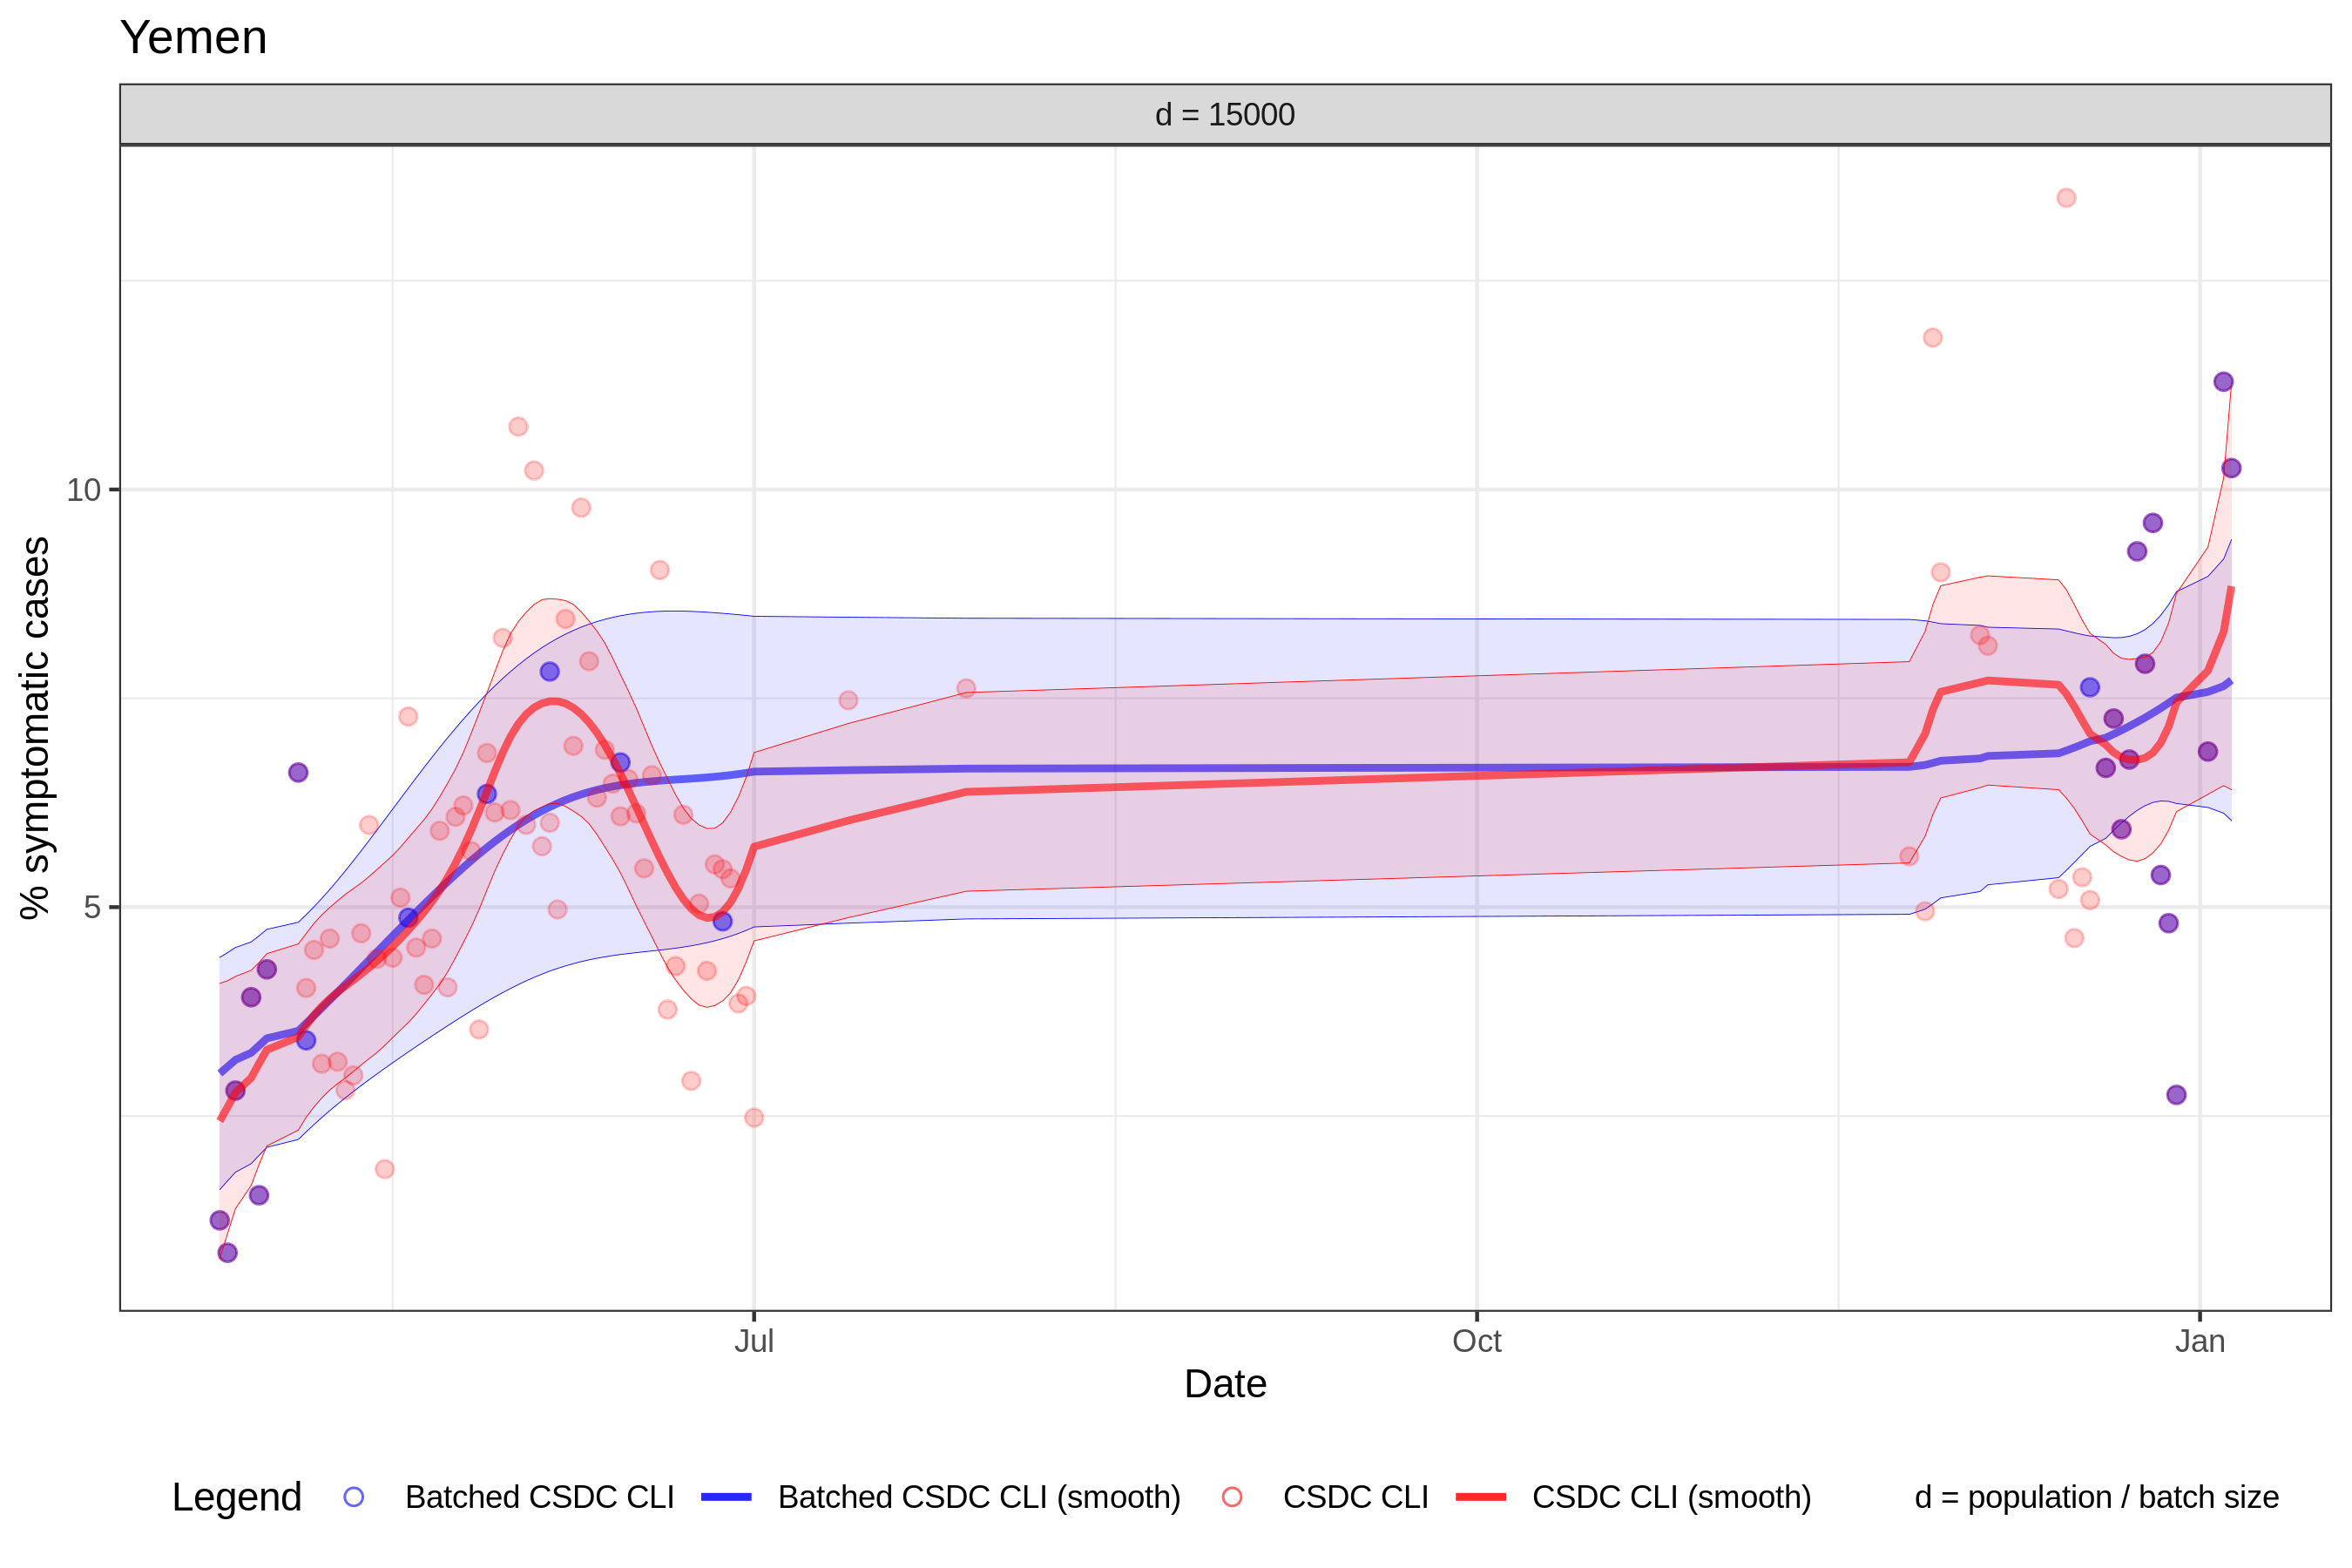 Yemen
d = 15000
10
5
% symptomatic cases
Jul
Oct
Jan
Date
Legend
Batched CSDC CLI
Batched CSDC CLI (smooth)
CSDC CLI
CSDC CLI (smooth)
d = population / batch size